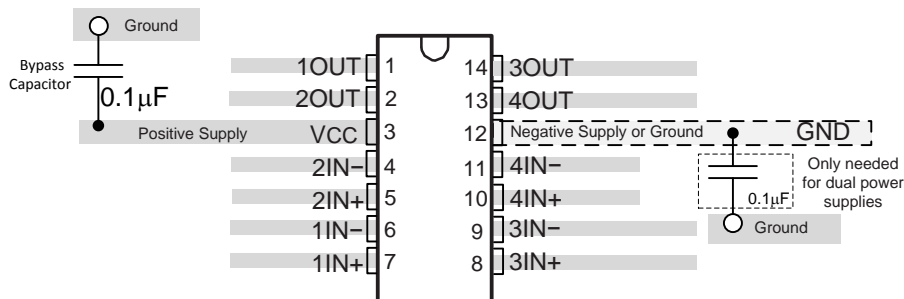 Ground
Bypass
Capacitor
0.1μF
Positive Supply
1OUT 1
2OUT 2
VCC 3
2IN− 4
2IN+ 5
1IN− 6
1IN+ 7
14 3OUT
13 4OUT
12 Negative Supply or Ground GND
11 4IN−
10 4IN+
9 3IN−
8 3IN+
Only needed
for dual power
supplies
0.1μF
Ground